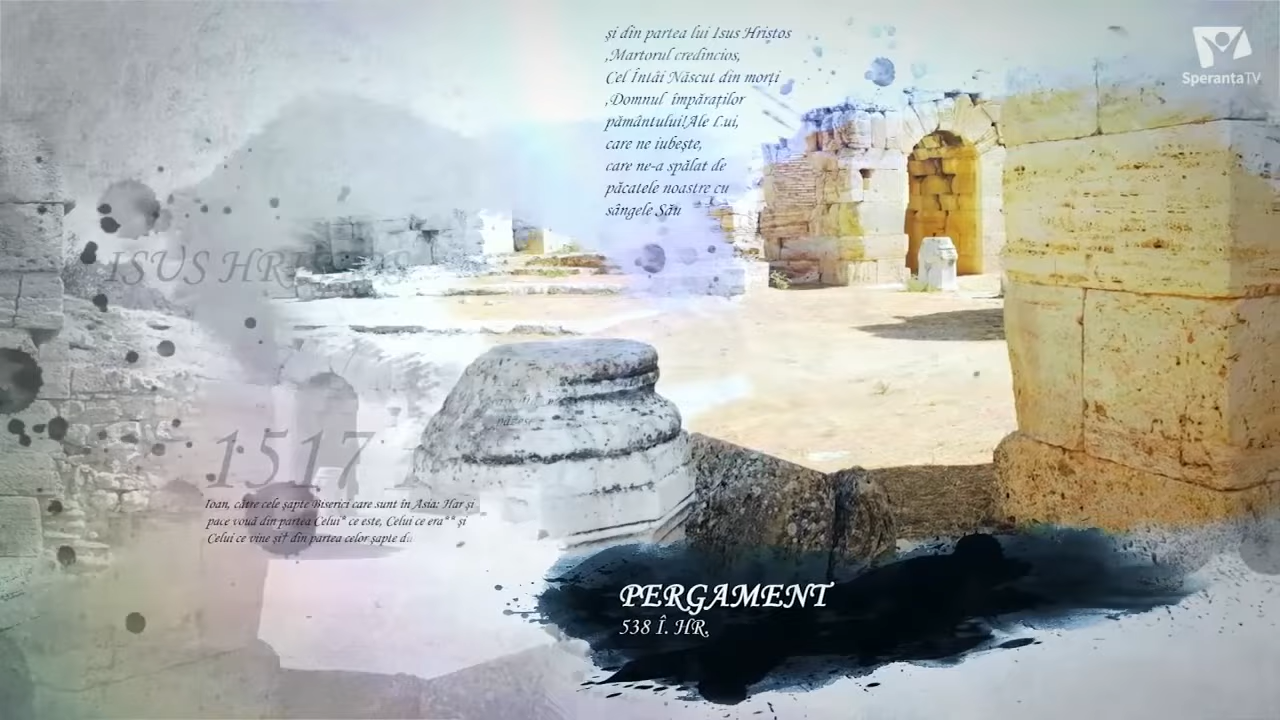 și din partea lui Isus Hristos
,Martorul credincios,
Cel Întâi Născut din morți
,Domnul împăraților
pământului!Ale Lui,
care ne iubește,
care ne-a spălat de
păcatele noastre cu
sângele Său
SperantaTV
ISUS HRISTOS
1517
Ioan, către cele șapte Biserici care sunt în Asia: Har și
pace vouă din partea Celui* ce este, Celui ce era** și
Celui ce vine și† din partea celor șapte du
PERGAMENT
538 Î. HR.